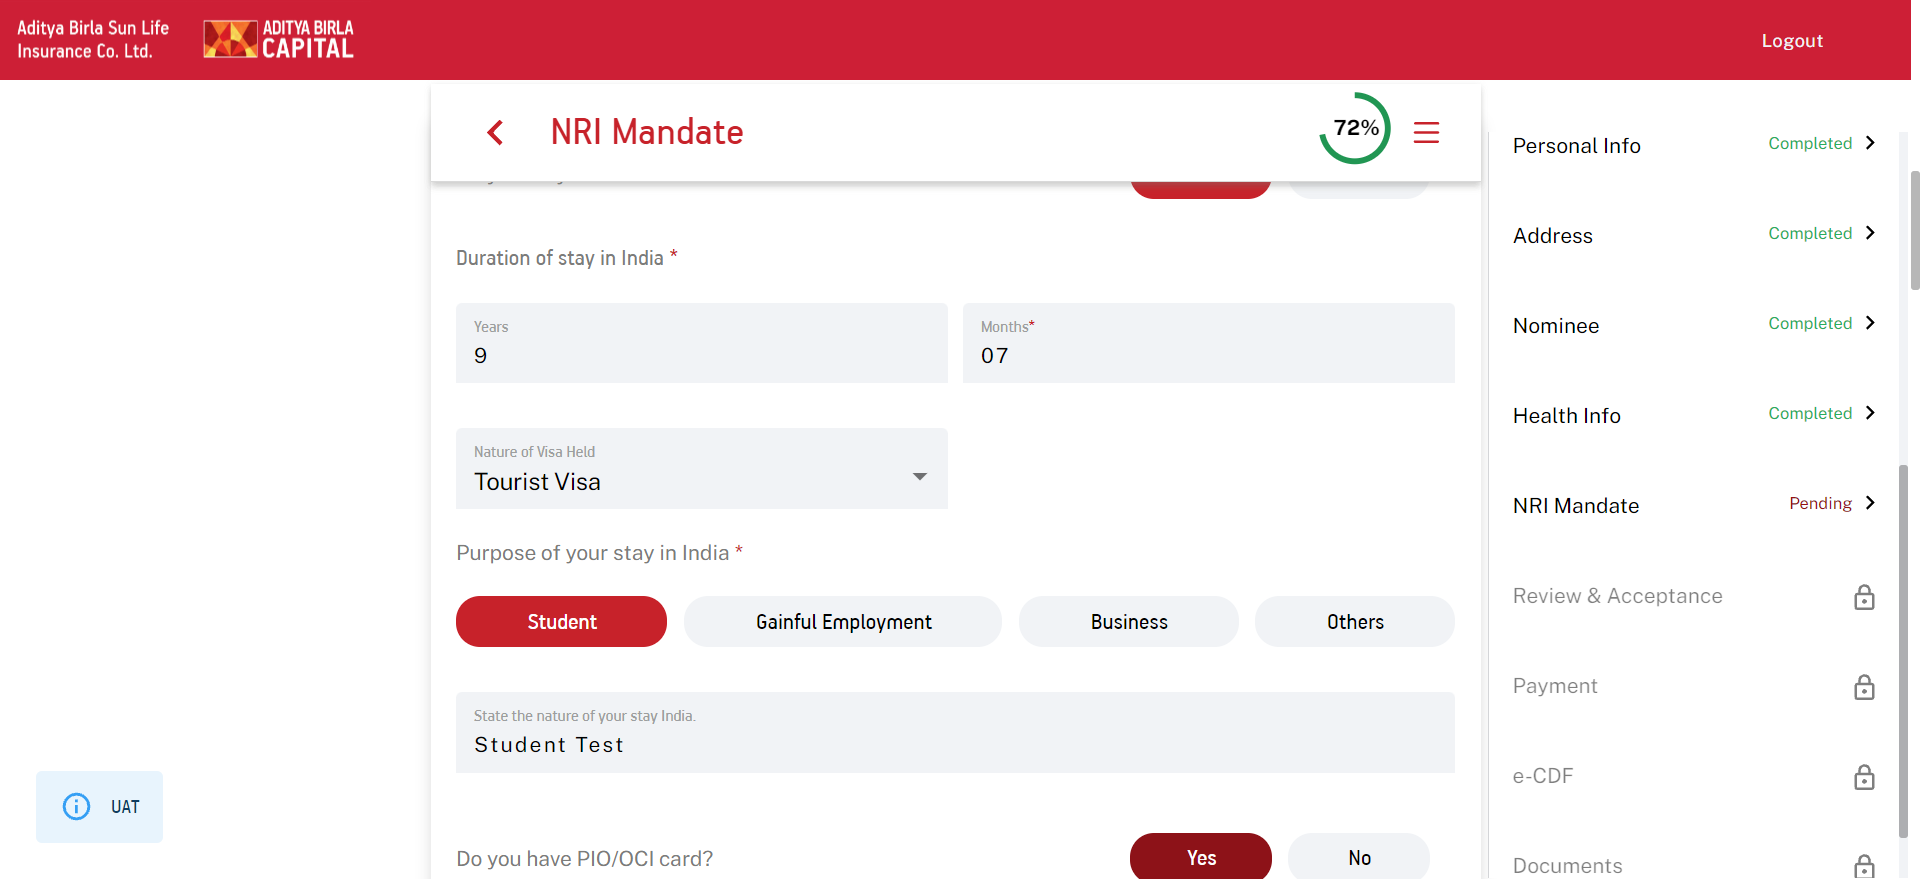 Aditya Birla Sun Life
Insurance Co. Ltd.
ADITYA BIRLA
CAPITAL
Logout
NRI Mandate
72%
Duration of stay in India *
Years
9
Months*
07
Nature of Visa Held
Tourist Visa
Purpose of your stay in India *
Student
Gainful Employment
Business
Others
State the nature of your stay India.
Student Test
Do you have PIO/OCI card?
Yes
No
UAT
Personal Info
Completed
Address
Completed
Nominee
Completed
Health Info
Completed
NRI Mandate
Pending
Review & Acceptance
Payment
e-CDF
Documents